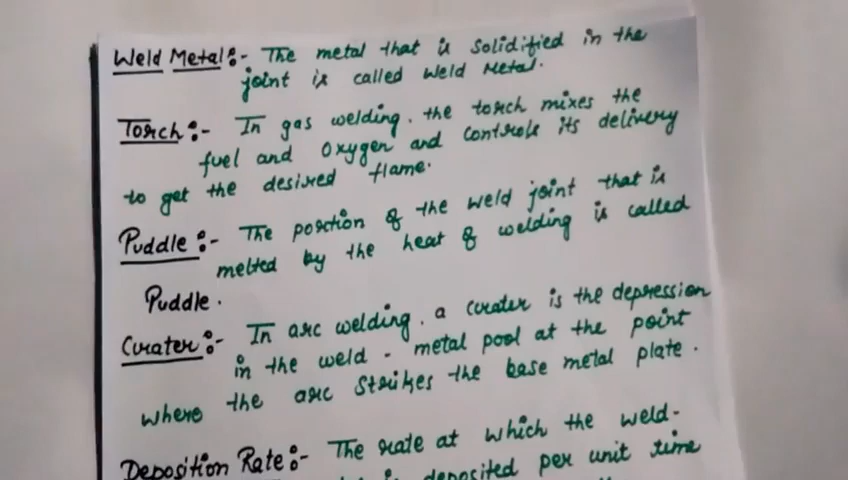 Weld Metal:- The metal that is solidified in the
joint is called Weld Metal.
Torch:- In gas welding. the torch mixes the
fuel and oxygen and controls its delivery
to get the desired flame.
Puddle:- The portion of the weld joint that is
melted by the heat of welding is called
Puddle.
Curater:- In arc welding. a curater is the depression
in the weld - metal pool at the point
where the arc strikes the base metal plate.
Deposition Rate:- The rate at which the weld-
is deposited per unit time